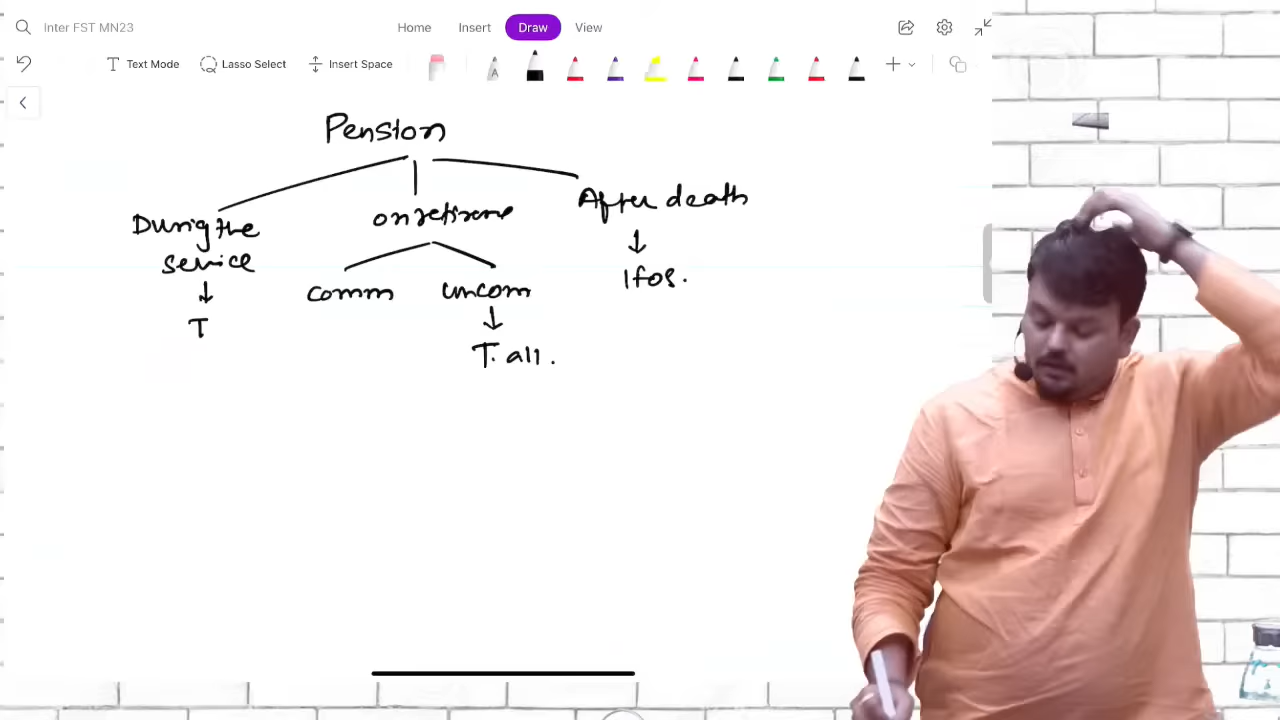 Inter FST MN23
Home
Insert
Draw
View
Text Mode
Lasso Select
Insert Space
A
Pension
During the
service
↓
T
on retirem
Comm
uncom
↓
T. all.
After death
↓
Ifos.